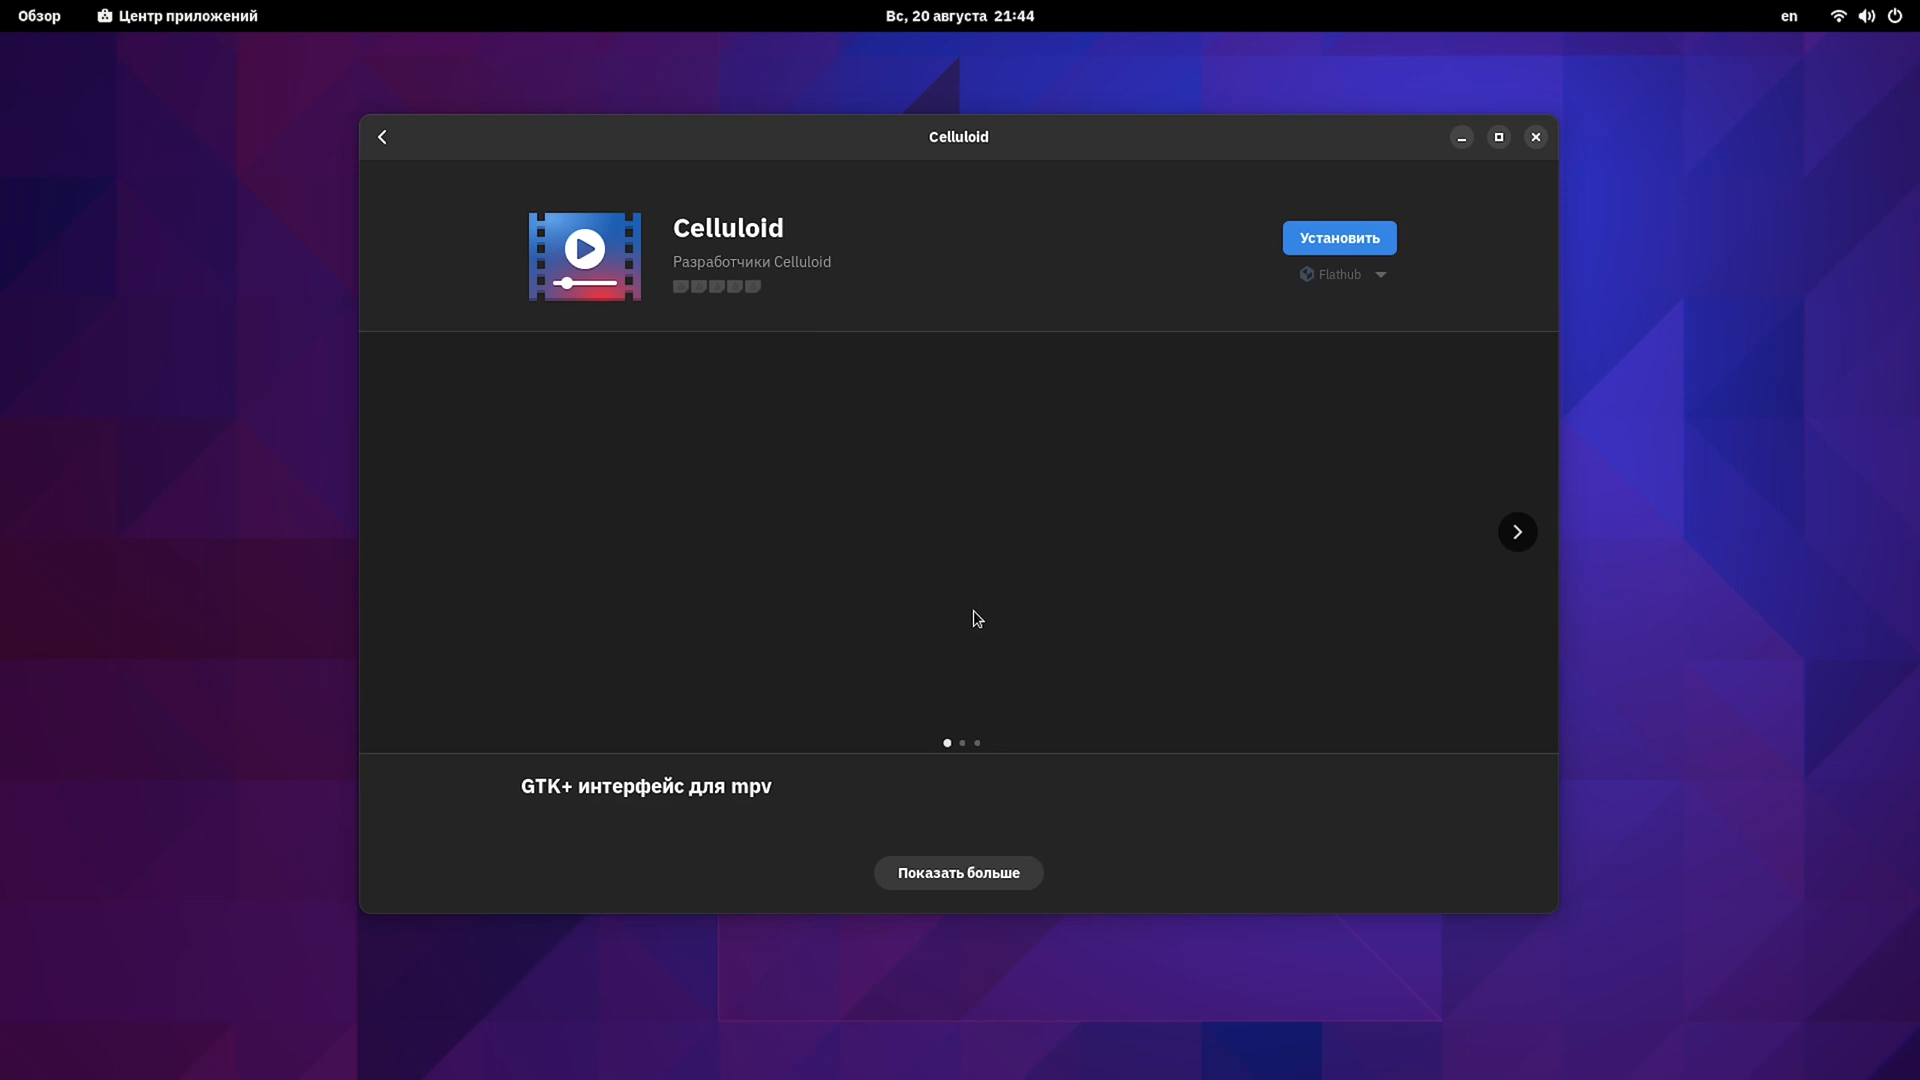 Обзор
Центр приложений
Вс, 20 августа 21:44
en
Celluloid
Celluloid
Разработчики Celluloid
Установить
Flathub
GTK+ интерфейс для mpv
Показать больше